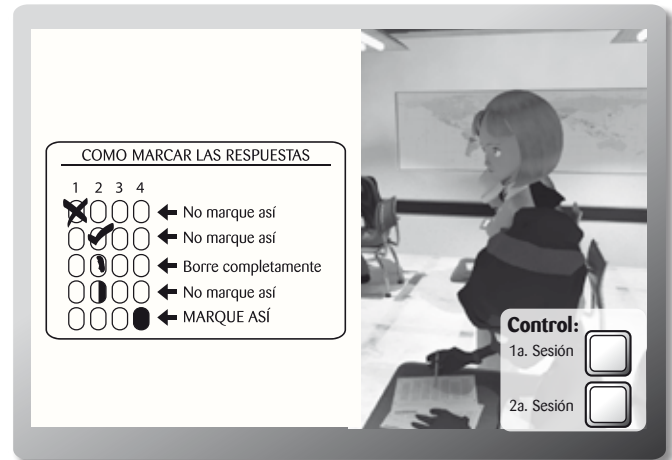 COMO MARCAR LAS RESPUESTAS
1 2 3 4
No marque así
No marque así
Borre completamente
No marque así
MARQUE ASÍ
Control:
1a. Sesión
2a. Sesión